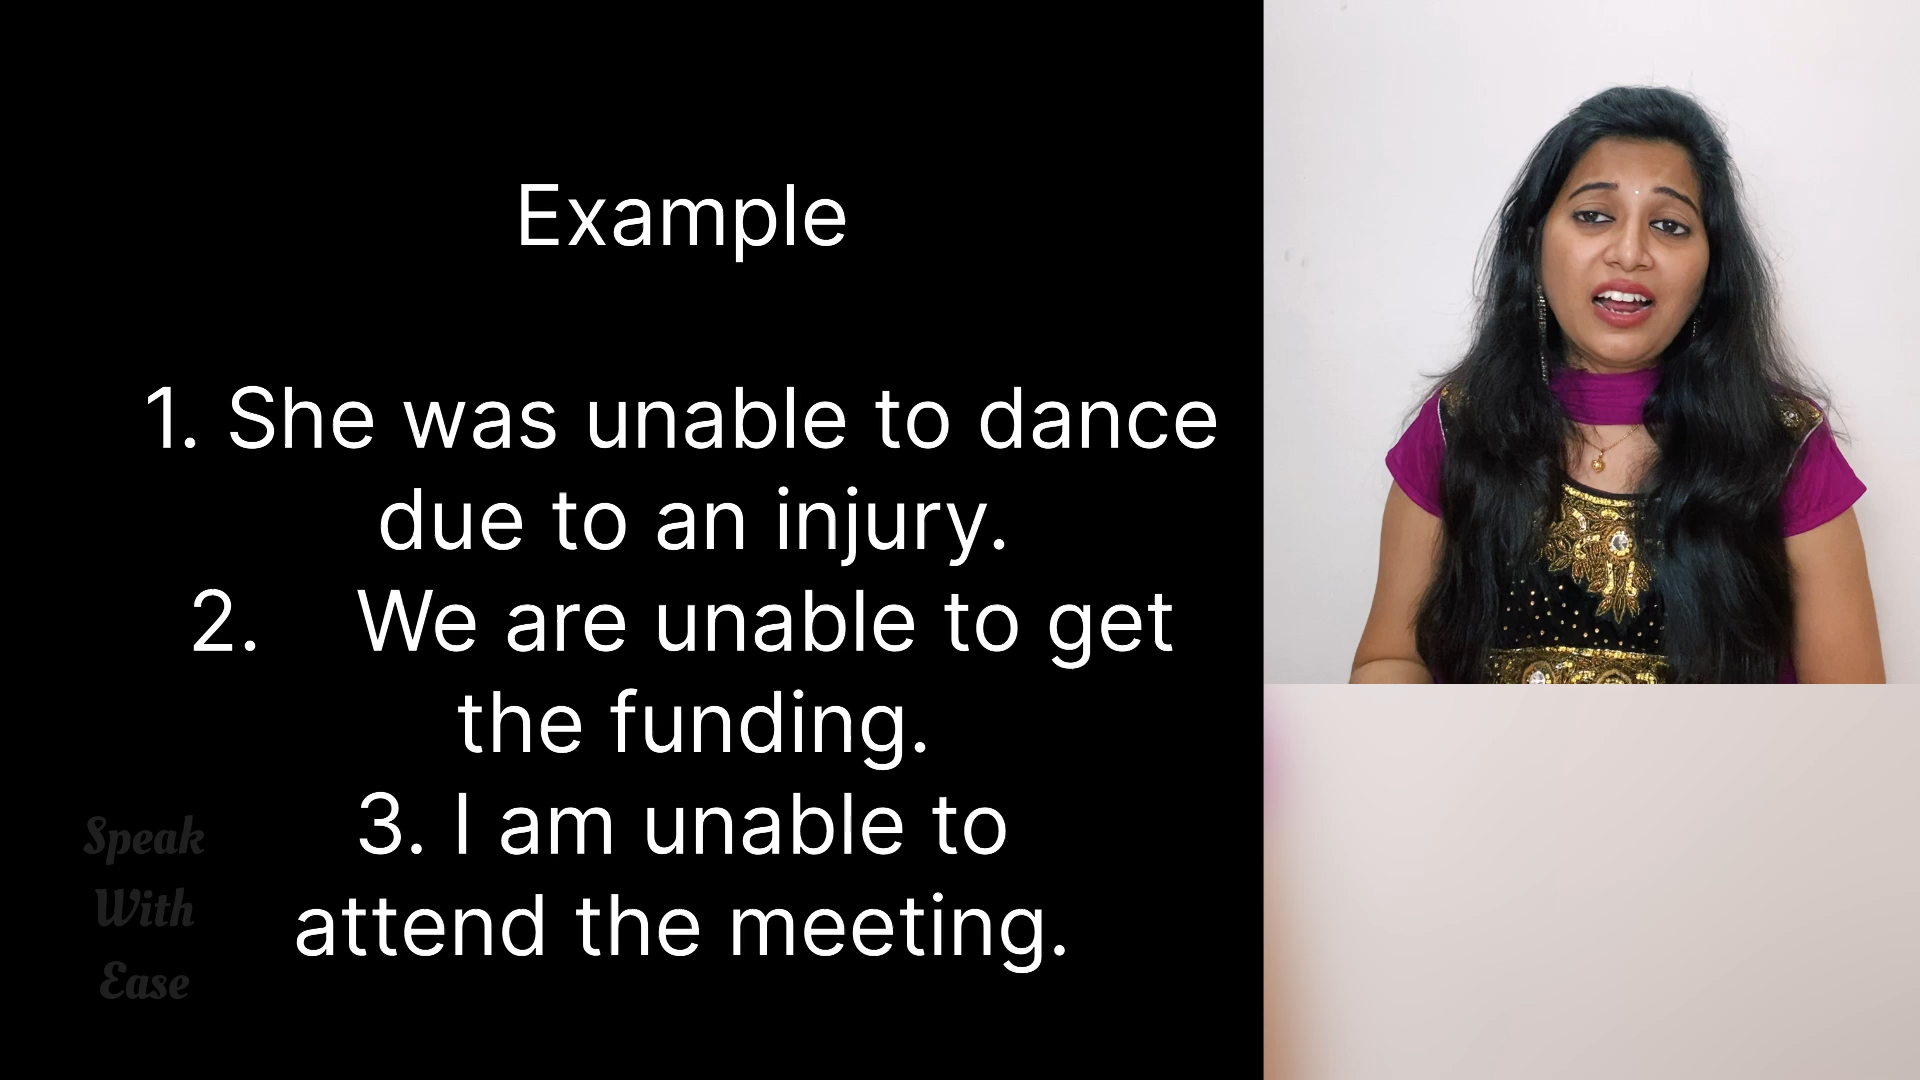 Example
1. She was unable to dance
due to an injury.
2. We are unable to get
the funding.
3. I am unable to
attend the meeting.
Speak
With
Ease